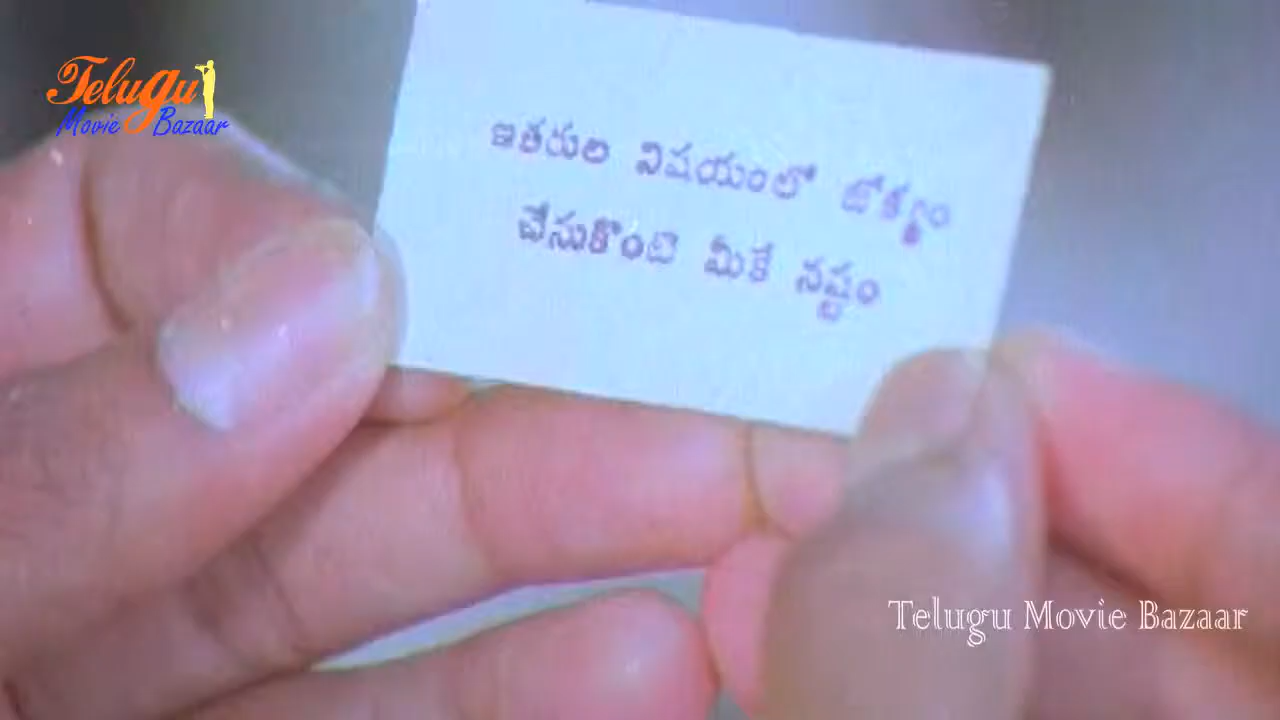 Telugu
Movie Bazaar
ఇతరుల విషయంలో జోక్యం
చేసుకొంటె మీకే నష్టం
Telugu Movie Bazaar